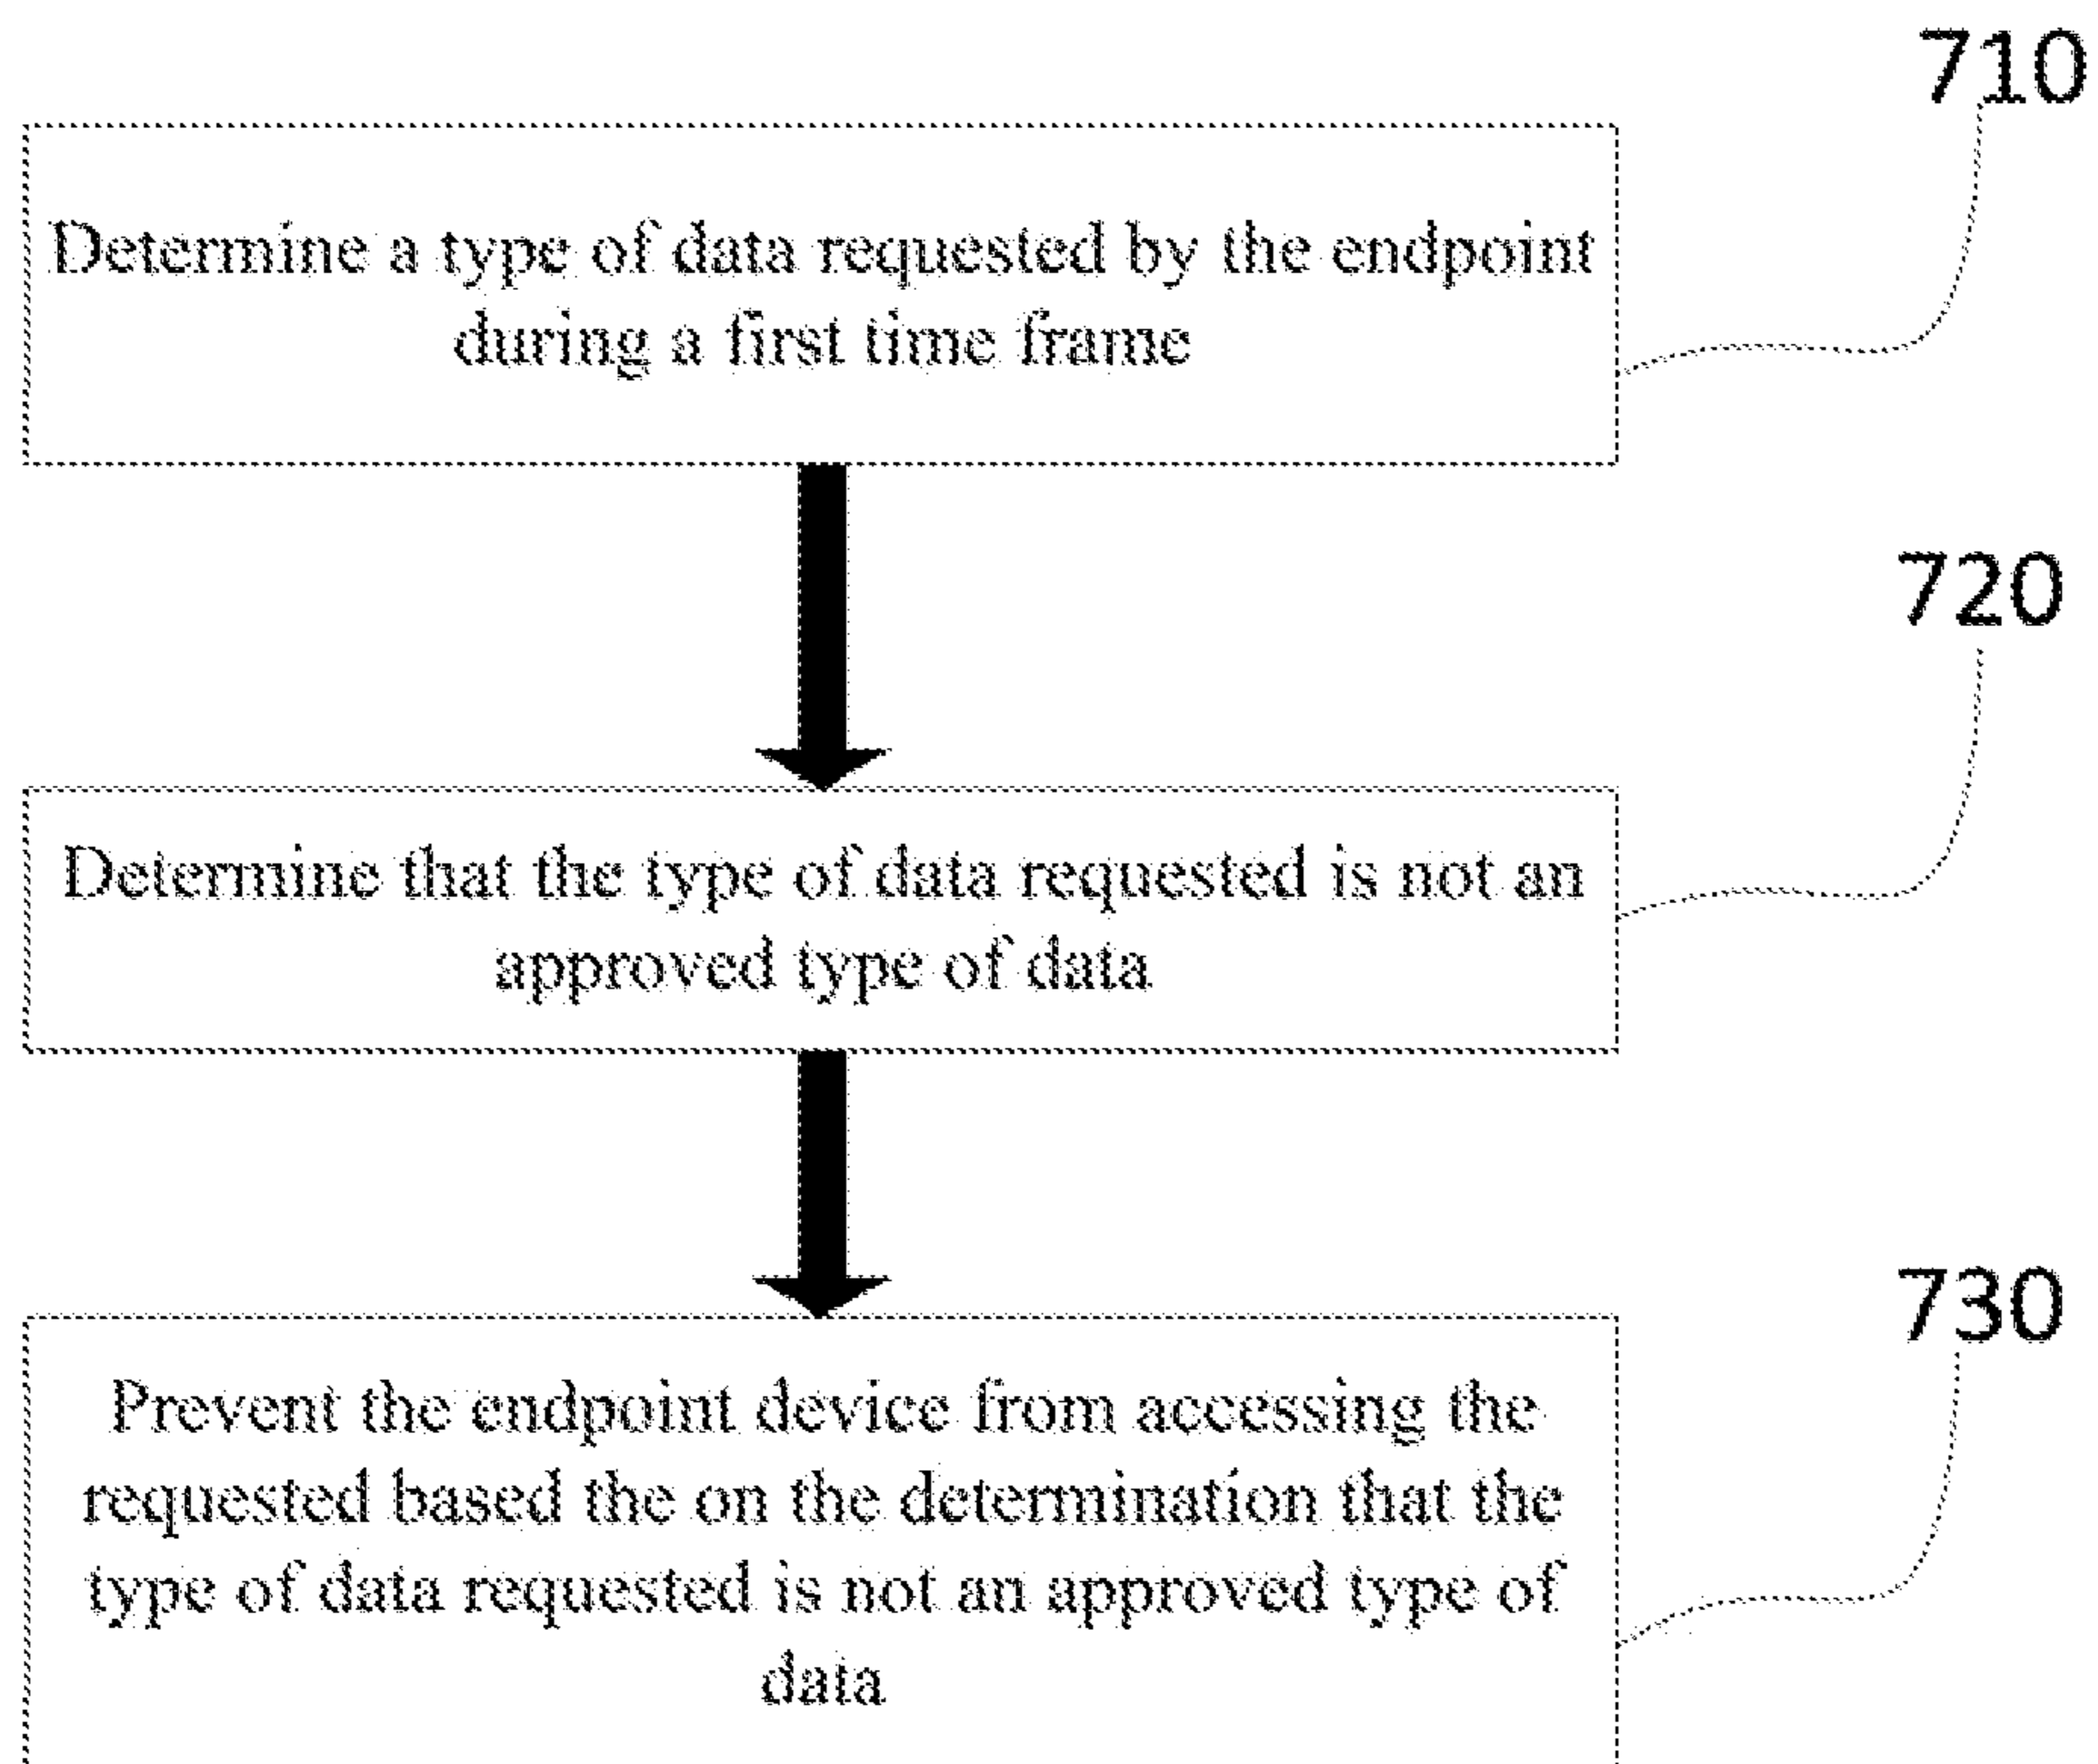 710
Determine a type of data requested by the endpoint
during a first time frame
720
Determine that the type of data requested is not an
approved type of data
730
Prevent the endpoint device from accessing the
requested based the on the determination that the
type of data requested is not an approved type of
data